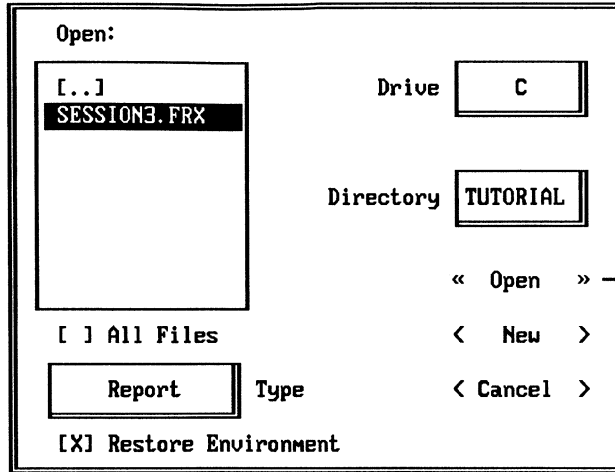 Open:
[..]
SESSION3.FRX
Drive C
Directory TUTORIAL
« Open »
[ ] All Files
< New >
Report Type
< Cancel >
[X] Restore Environment